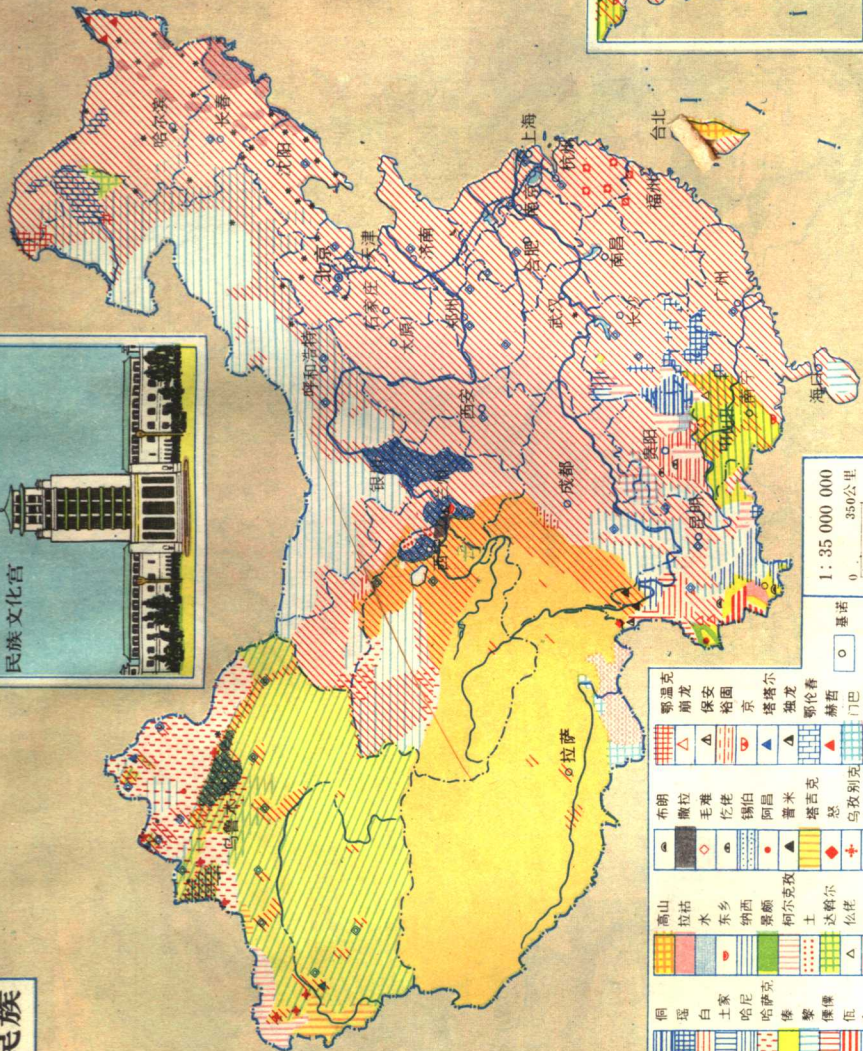 民族文化宫
民族
哈尔滨
长春
沈阳
北京
天津
呼和浩特
石家庄
太原
济南
郑州
西安
银川
兰州
西宁
乌鲁木齐
拉萨
成都
武汉
合肥
南京
上海
杭州
南昌
长沙
福州
台北
贵阳
昆明
南宁
广州
海口
1: 35 000 000
0 350公里
侗
瑶
白
土家
哈尼
哈萨克
傣
黎
傈僳
佤
高山
拉祜
水
东乡
纳西
景颇
柯尔克孜
土
达斡尔
仫佬
布朗
撒拉
毛难
仡佬
锡伯
阿昌
普米
塔吉克
怒
乌孜别克
鄂温克
崩龙
保安
裕固
京
塔塔尔
独龙
鄂伦春
赫哲
门巴
基诺